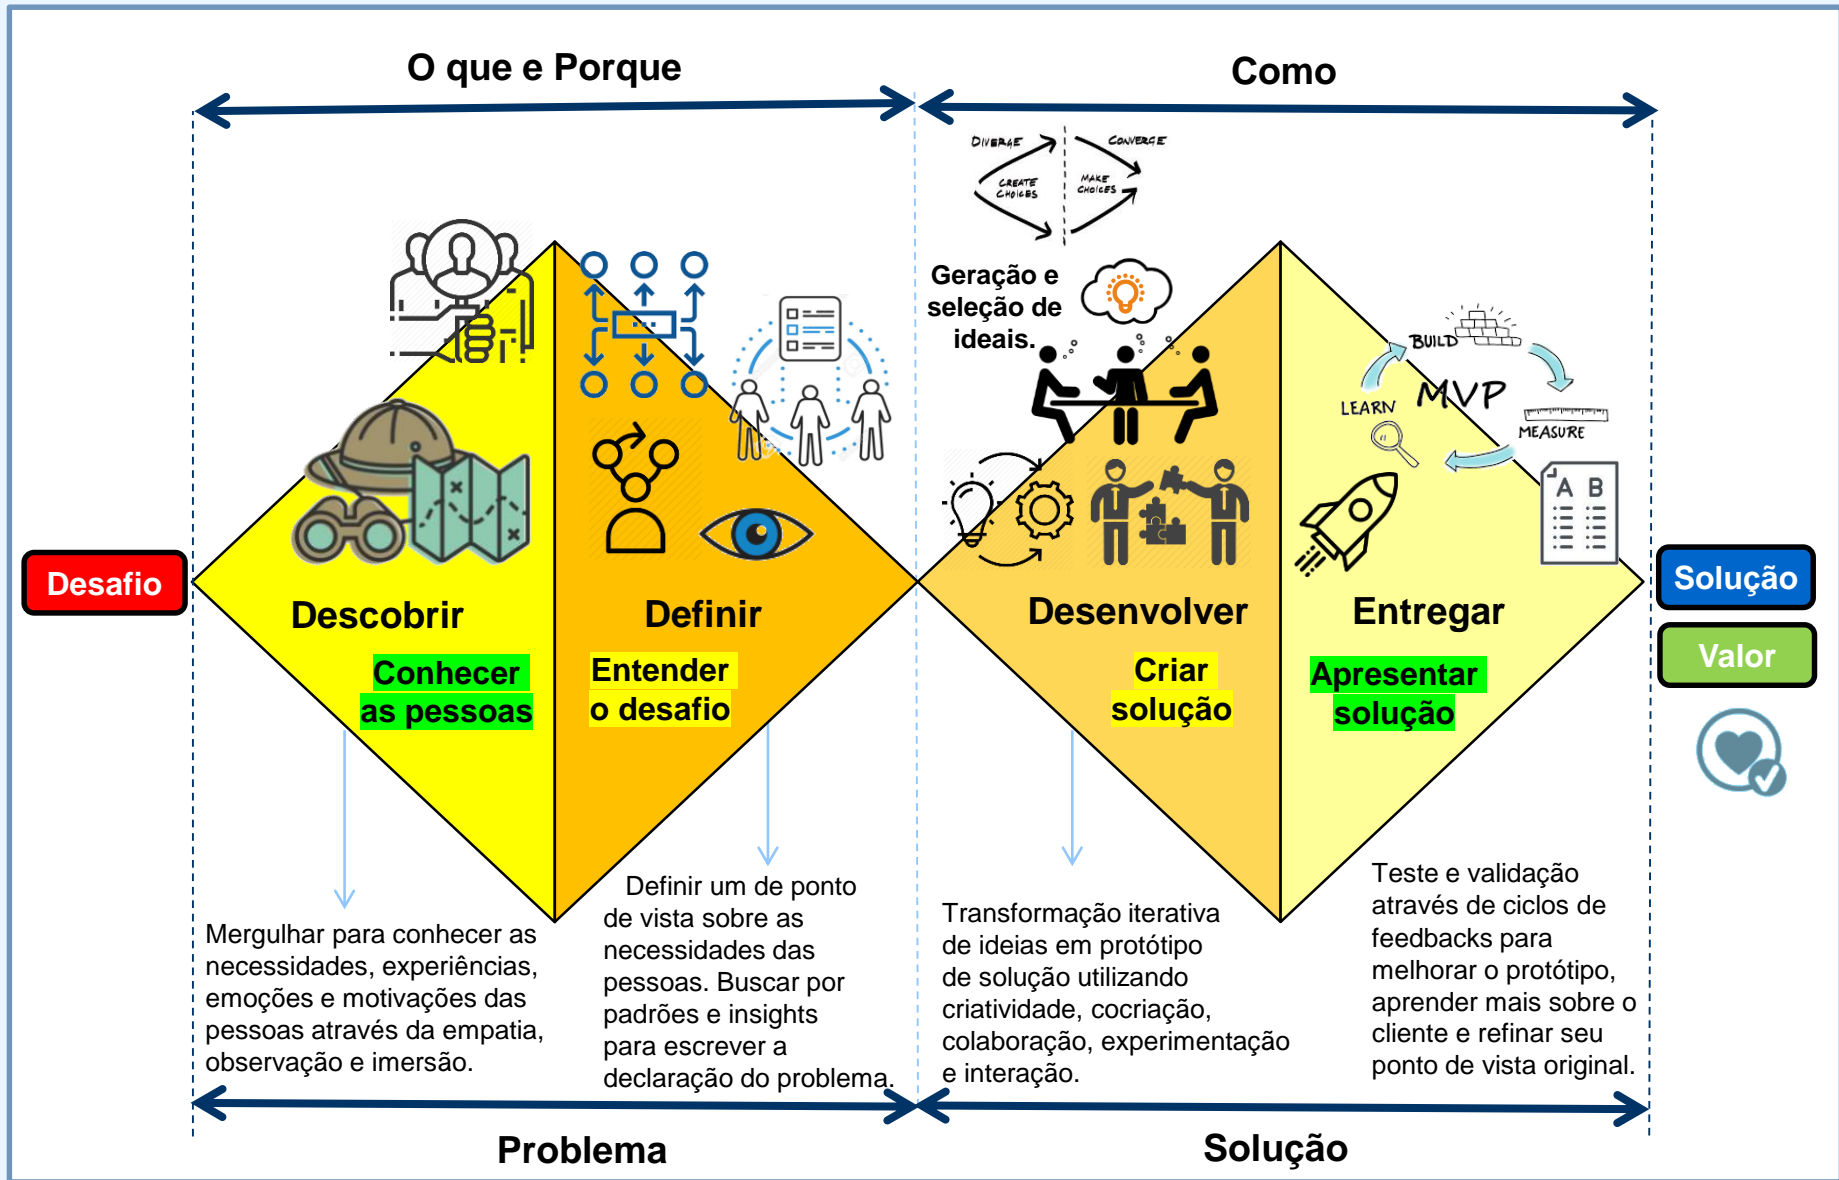 O que e Porque
Como
DIVERGE
CONVERGE
CREATE
CHOICES
MAKE
CHOICES
Geração e
seleção de
ideais.
BUILD
MVP
LEARN
MEASURE
A B
Desafio
Solução
Valor
Descobrir
Conhecer
as pessoas
Definir
Entender
o desafio
Desenvolver
Criar
solução
Entregar
Apresentar
solução
Mergulhar para conhecer as
necessidades, experiências,
emoções e motivações das
pessoas através da empatia,
observação e imersão.
Definir um de ponto
de vista sobre as
necessidades das
pessoas. Buscar por
padrões e insights
para escrever a
declaração do problema.
Transformação iterativa
de ideias em protótipo
de solução utilizando
criatividade, cocriação,
colaboração, experimentação
e interação.
Teste e validação
através de ciclos de
feedbacks para
melhorar o protótipo,
aprender mais sobre o
cliente e refinar seu
ponto de vista original.
Problema
Solução